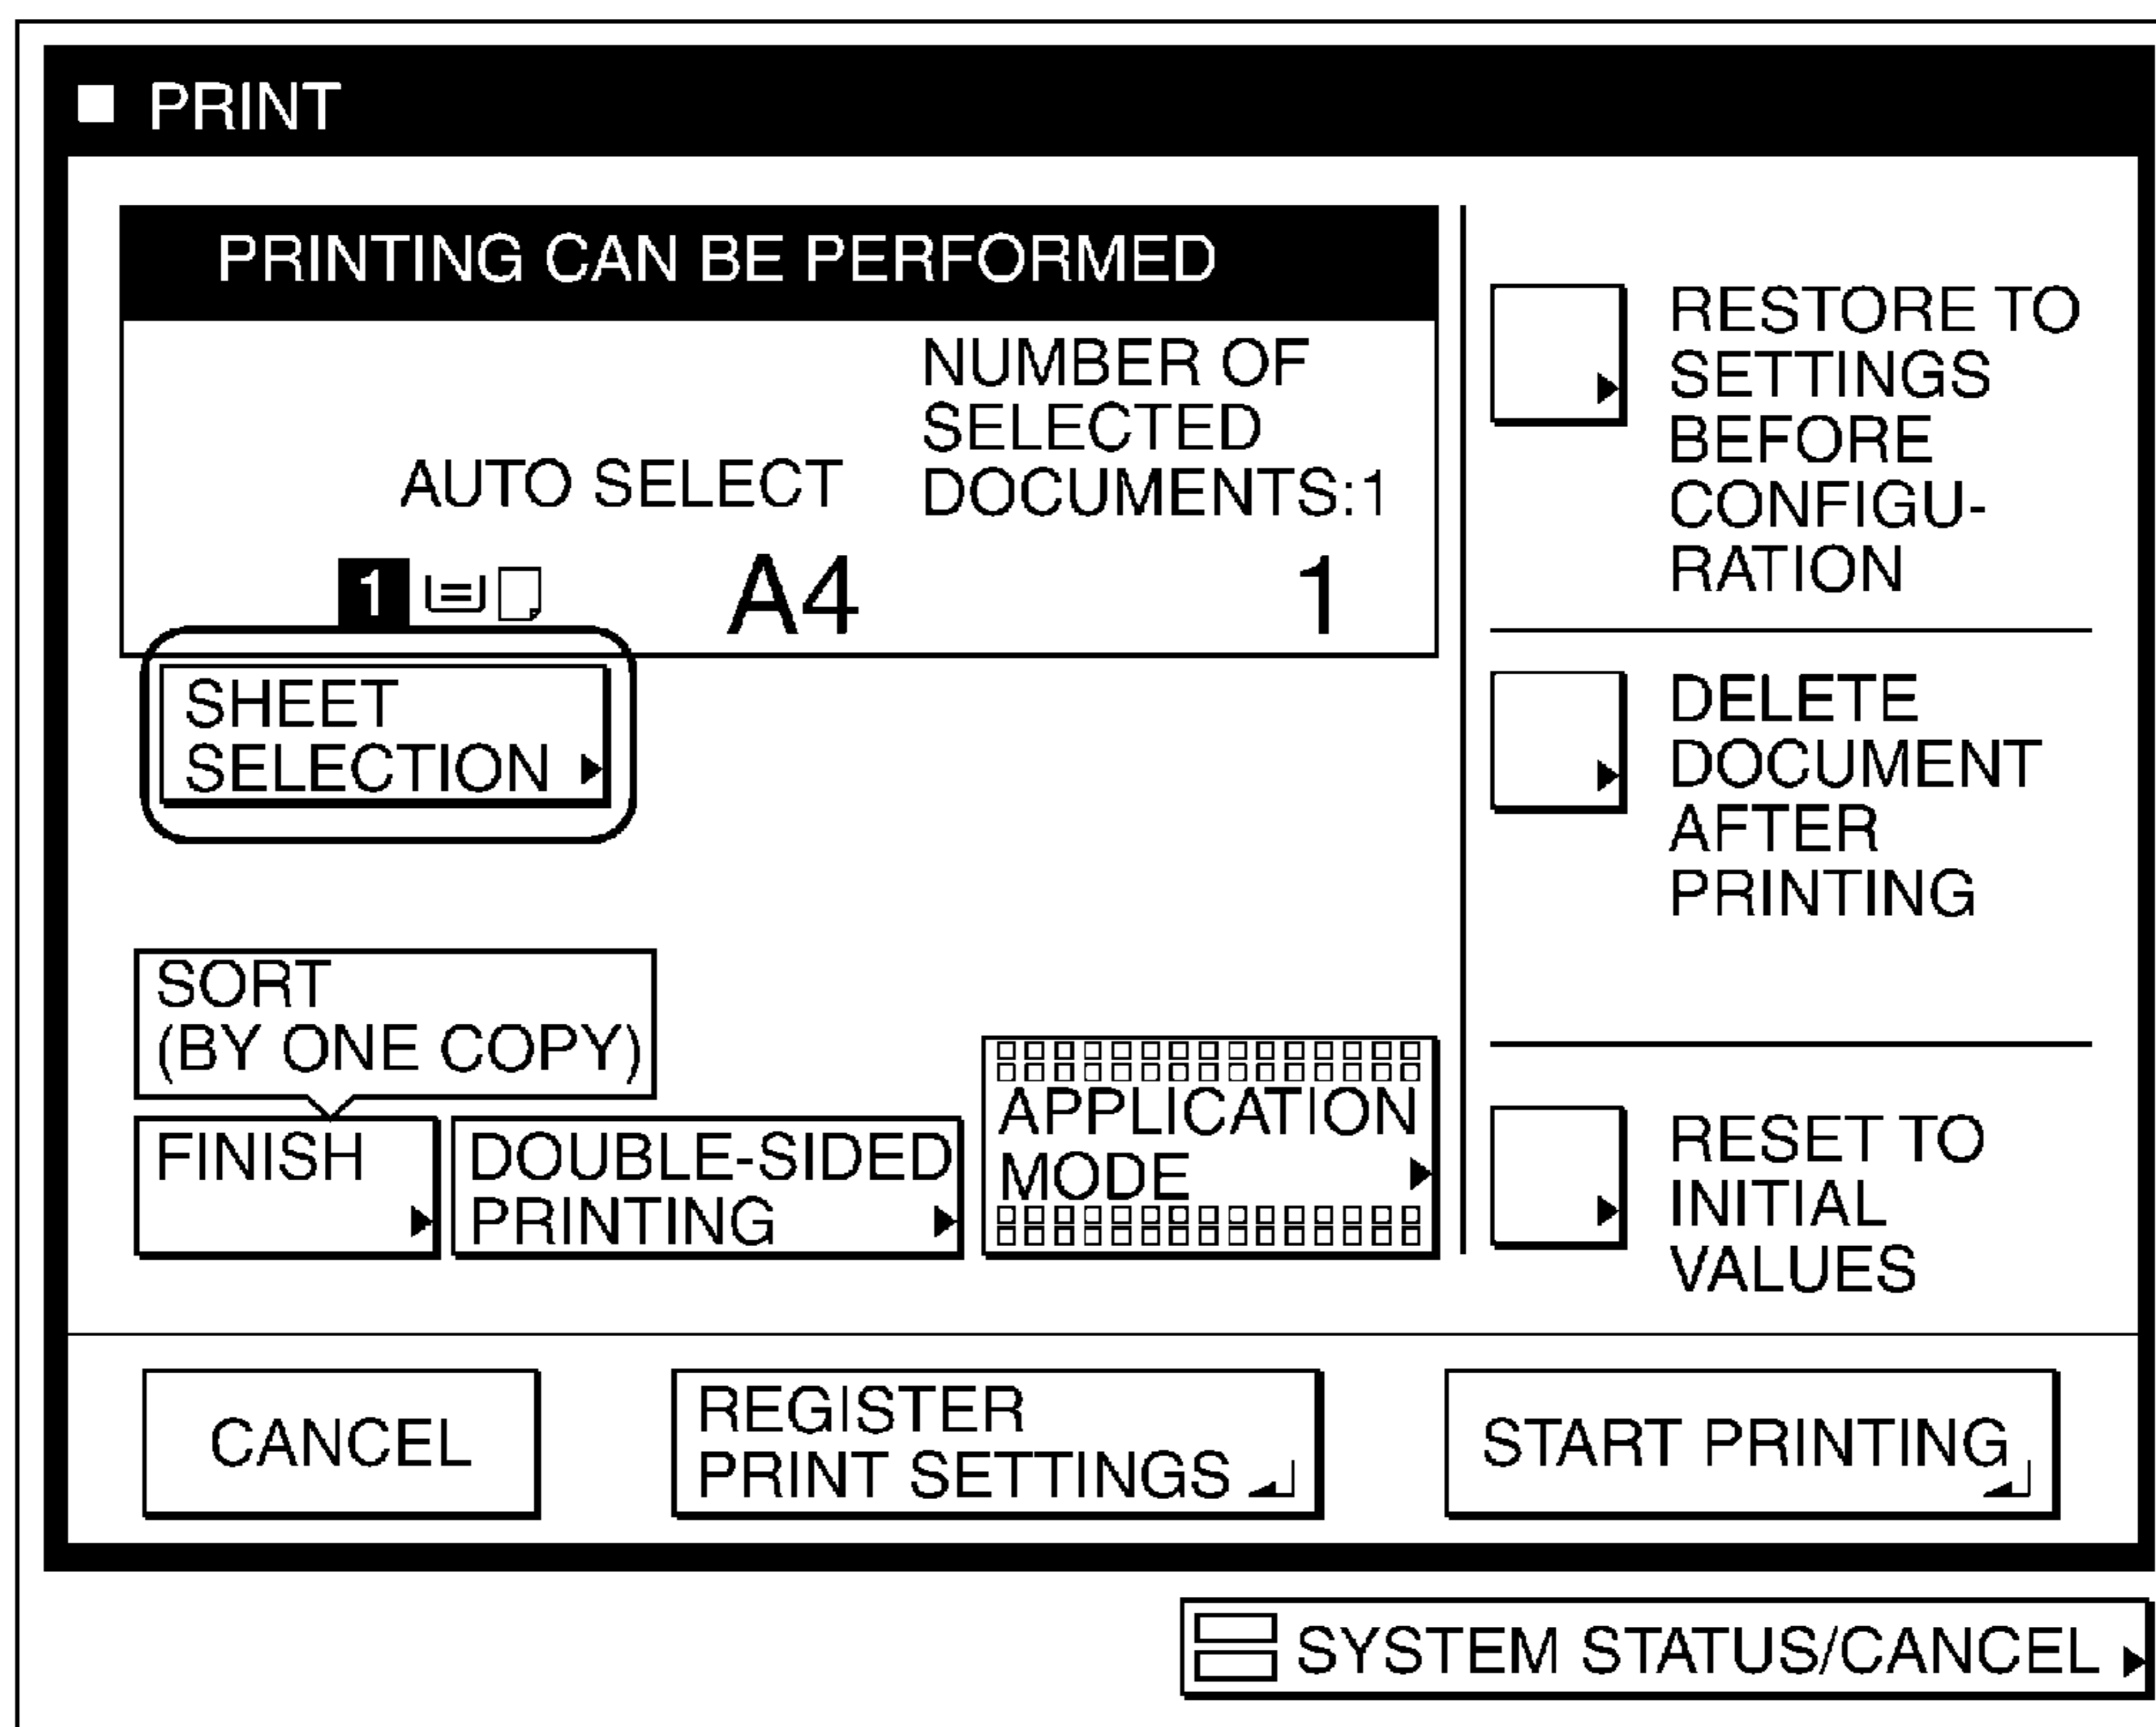 PRINT
PRINTING CAN BE PERFORMED
NUMBER OF
SELECTED
DOCUMENTS:1
AUTO SELECT
1 A4 1
SHEET
SELECTION
SORT
(BY ONE COPY)
FINISH
DOUBLE-SIDED
PRINTING
APPLICATION
MODE
RESTORE TO
SETTINGS
BEFORE
CONFIGU-
RATION
DELETE
DOCUMENT
AFTER
PRINTING
RESET TO
INITIAL
VALUES
CANCEL
REGISTER
PRINT SETTINGS
START PRINTING
SYSTEM STATUS/CANCEL